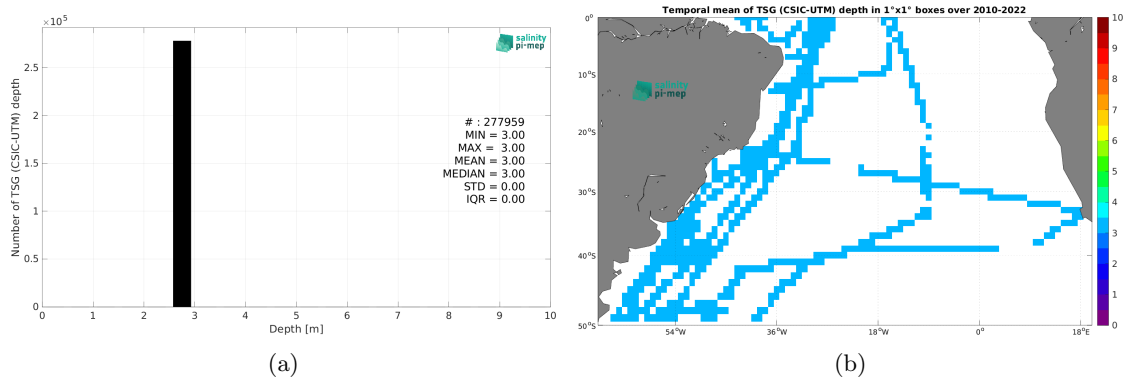 ×10⁵
2.5
2
1.5
1
0.5
0
Number of TSG (CSIC-UTM) depth
salinity
pi-mep
# : 277959
MIN = 3.00
MAX = 3.00
MEAN = 3.00
MEDIAN = 3.00
STD = 0.00
IQR = 0.00
0 1 2 3 4 5 6 7 8 9 10
Depth [m]
(a)
Temporal mean of TSG (CSIC-UTM) depth in 1°x1° boxes over 2010-2022
0°
10°S
20°S
30°S
40°S
50°S
salinity
pi-mep
54°W 36°W 18°W 0° 18°E
10
9
8
7
6
5
4
3
2
1
0
(b)